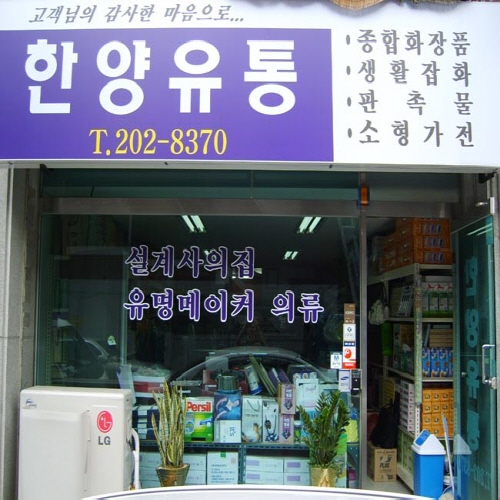 고객님의 감사한 마음으로...
한양유통
T.202-8370
· 종합화장품
· 생활잡화
· 판촉물
· 소형가전
설계사의집
유명메이커 의류
Persil
LG